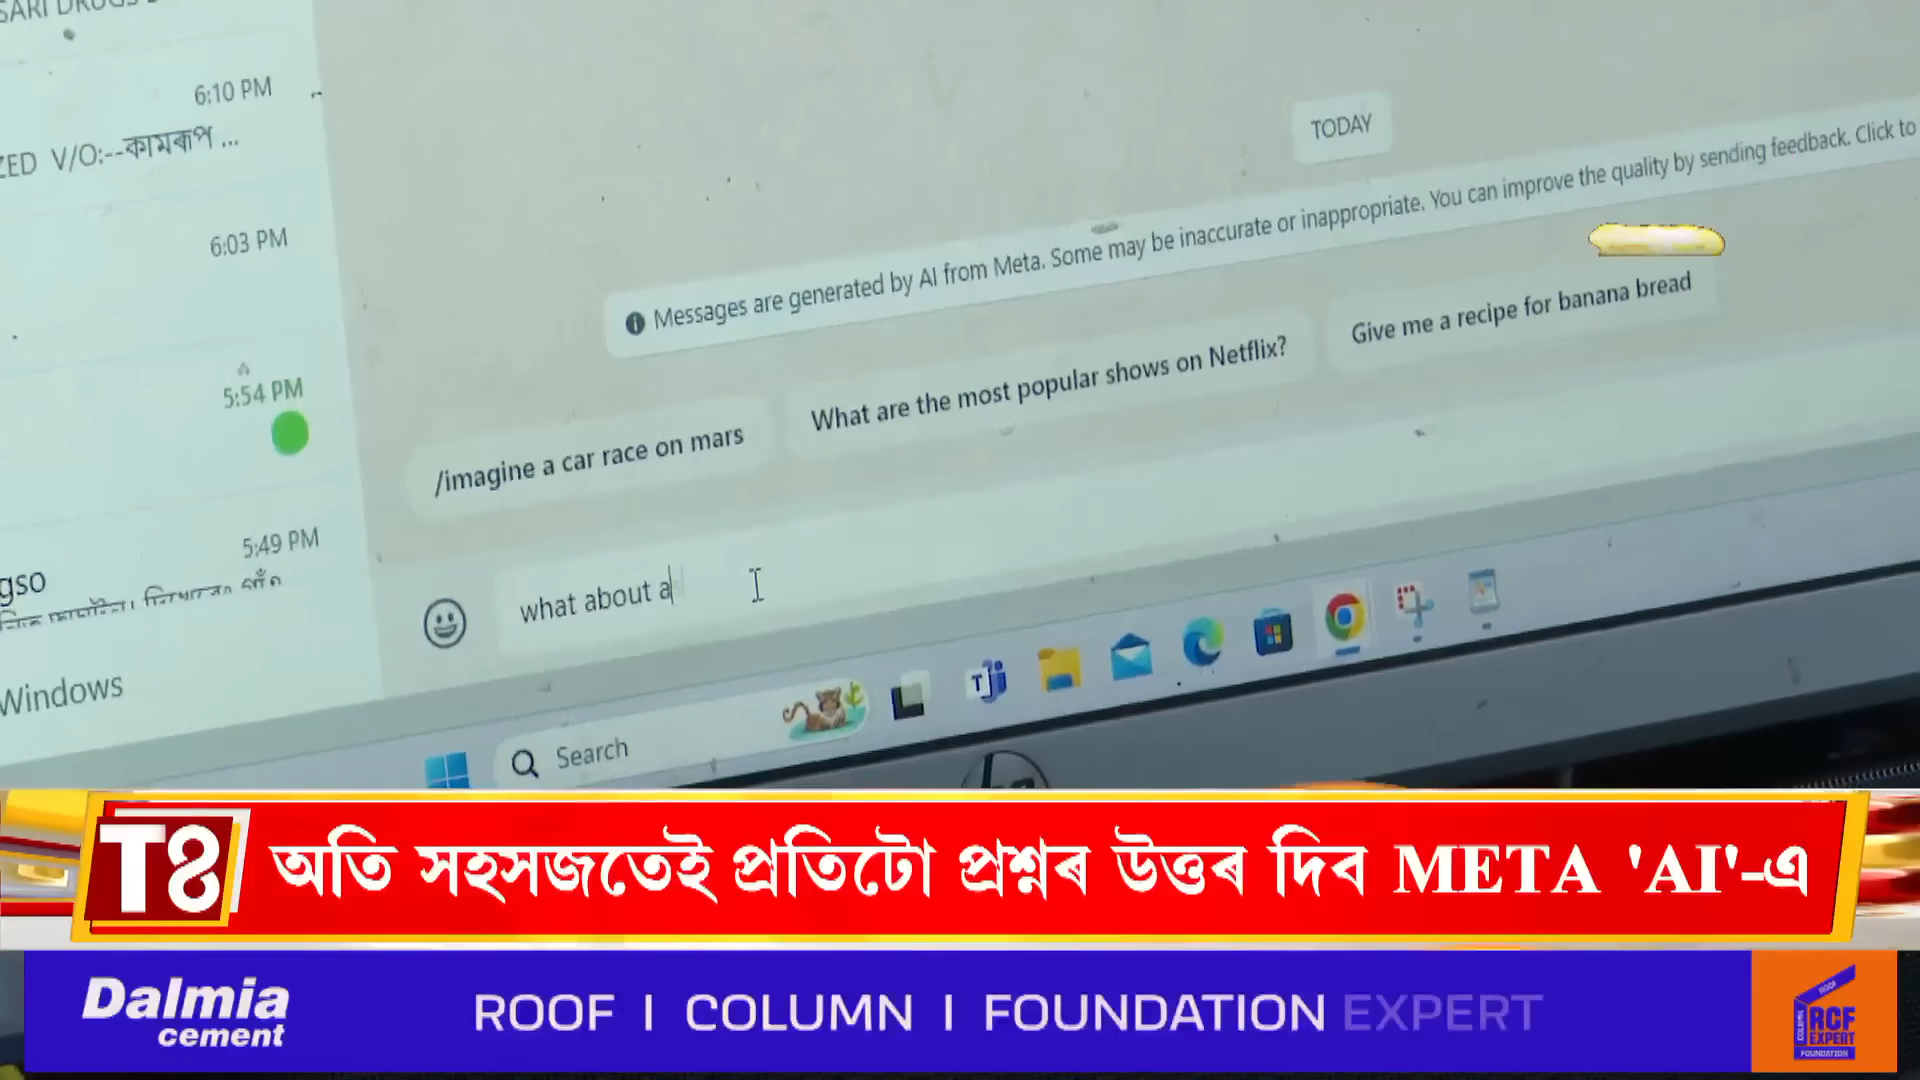 6:10 PM
ZED V/O:--কামৰূপ ...
6:03 PM
5:54 PM
5:49 PM
gso
Windows
TODAY
Messages are generated by AI from Meta. Some may be inaccurate or inappropriate. You can improve the quality by sending feedback. Click to
/imagine a car race on mars
What are the most popular shows on Netflix?
Give me a recipe for banana bread
what about a
Search
T8 অতি সহসজতেই প্ৰতিটো প্ৰশ্নৰ উত্তৰ দিব META 'AI'-এ
Dalmia
cement
ROOF I COLUMN I FOUNDATION EXPERT
ROOF
COLUMN
RCF
EXPERT
FOUNDATION